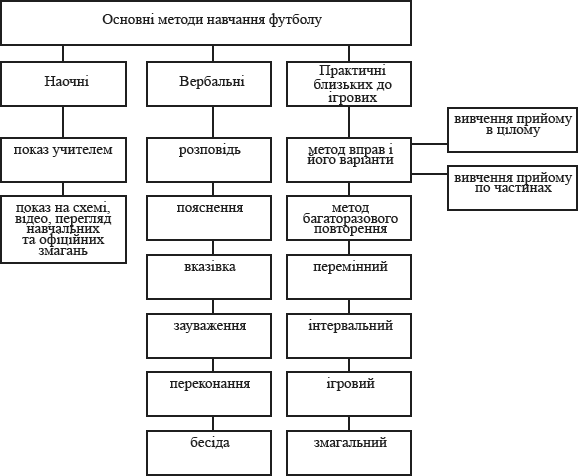 Основні методи навчання футболу
Наочні
Вербальні
Практичні
близьких до
ігрових
показ учителем
розповідь
метод вправ і
його варіанти
вивчення прийому
в цілому
вивчення прийому
по частинах
показ на схемі,
відео, перегляд
навчальних
та офіційних
змагань
пояснення
метод
багаторазового
повторення
вказівка
перемінний
зауваження
інтервальний
переконання
ігровий
бесіда
змагальний